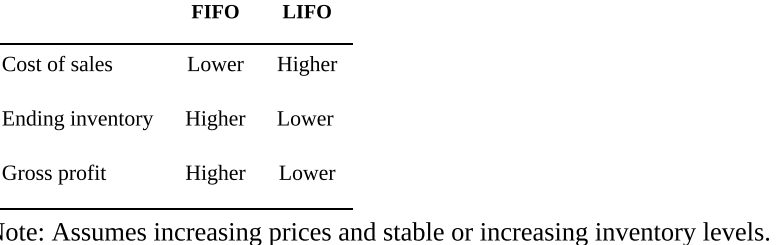 FIFO LIFO
Cost of sales Lower Higher
Ending inventory Higher Lower
Gross profit Higher Lower
Note: Assumes increasing prices and stable or increasing inventory levels.